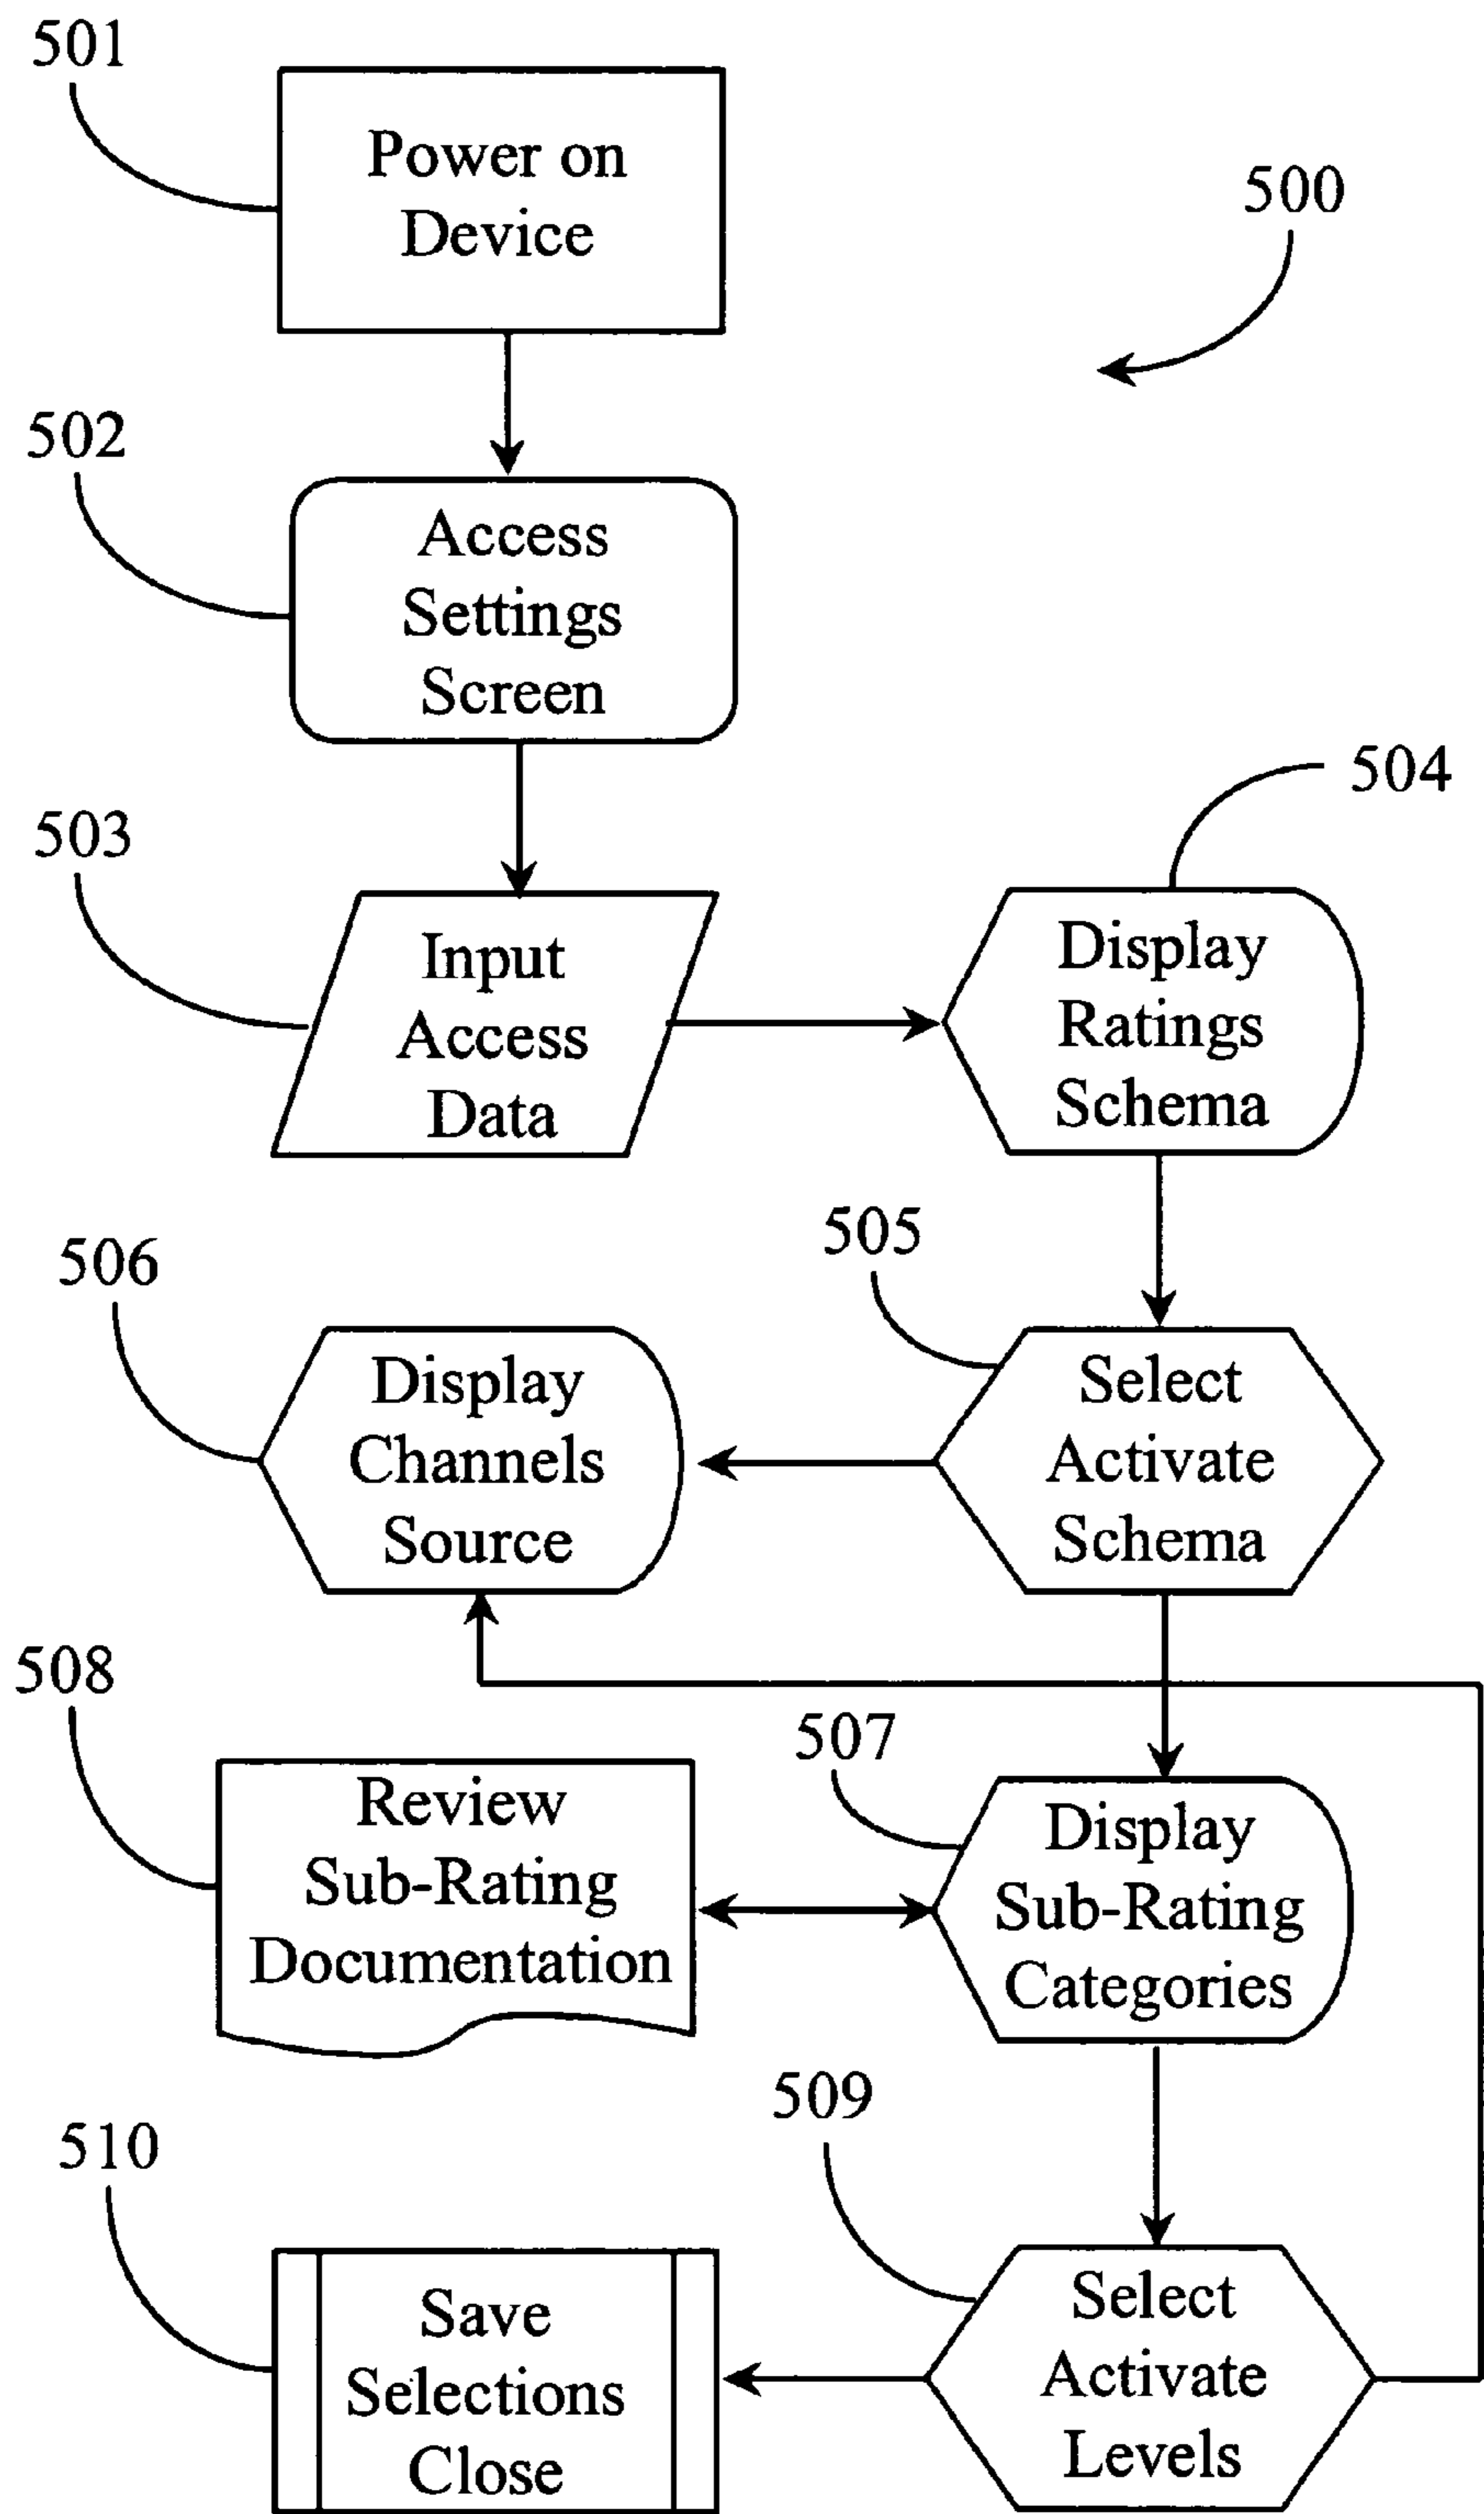 501
Power on
Device
500
502
Access
Settings
Screen
503
Input
Access
Data
504
Display
Ratings
Schema
505
Select
Activate
Schema
506
Display
Channels
Source
507
Display
Sub-Rating
Categories
508
Review
Sub-Rating
Documentation
509
Select
Activate
Levels
510
Save
Selections
Close